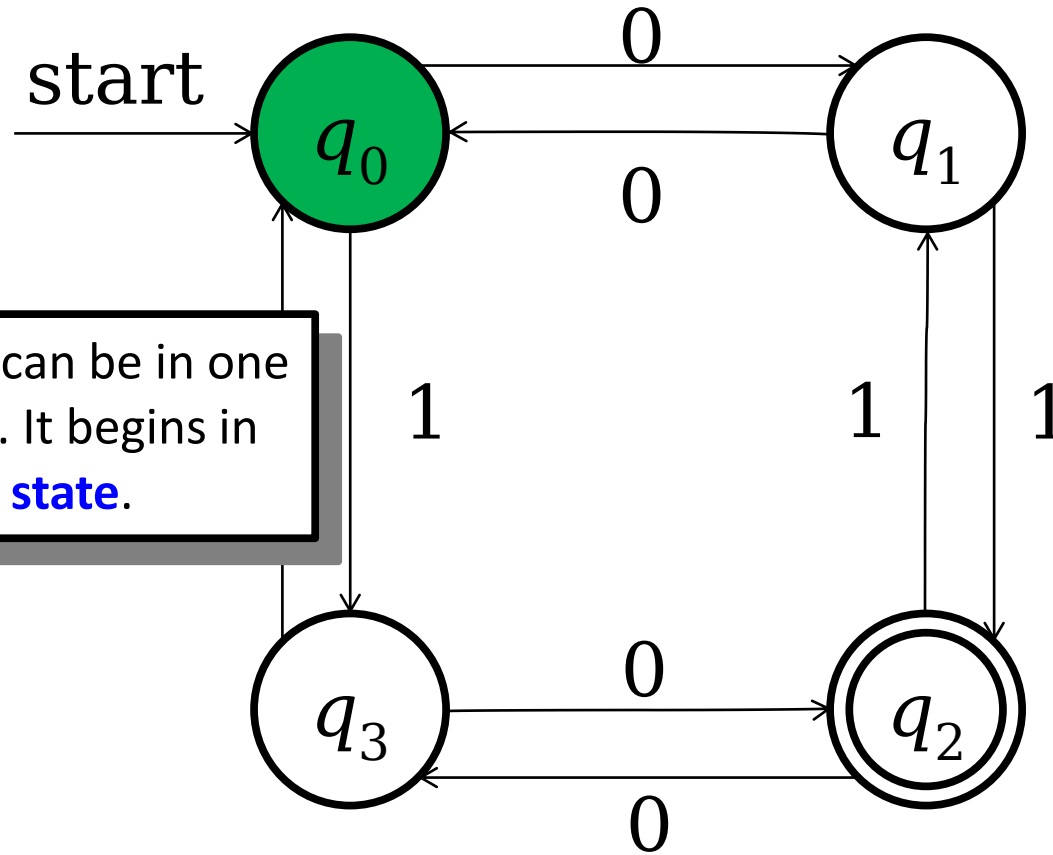 start
0
q0
q1
0
can be in one
. It begins in
state.
1
1
1
0
q3
q2
0